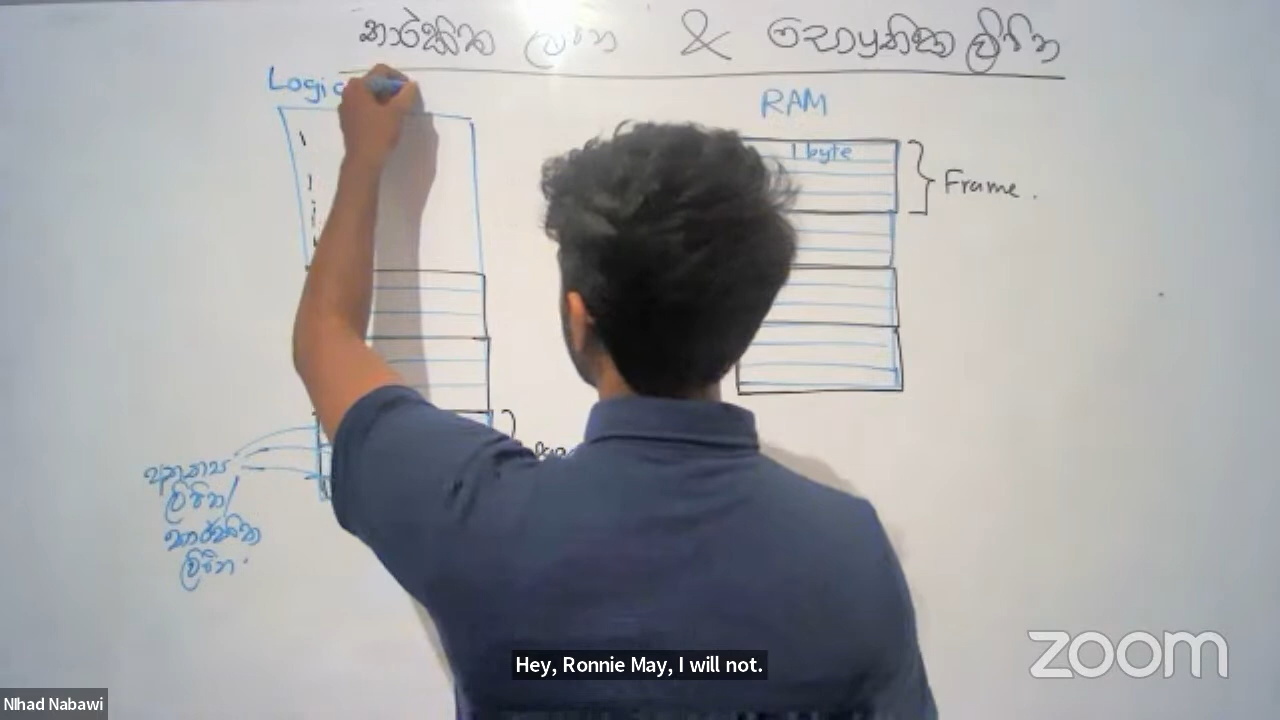 තාර්කික ලිපින & භෞතික ලිපින
Logic
RAM
1 byte
Frame.
ලිපින/
තාර්කික
ලිපින.
Hey, Ronnie May, I will not.
zoom
NIhad Nabawi